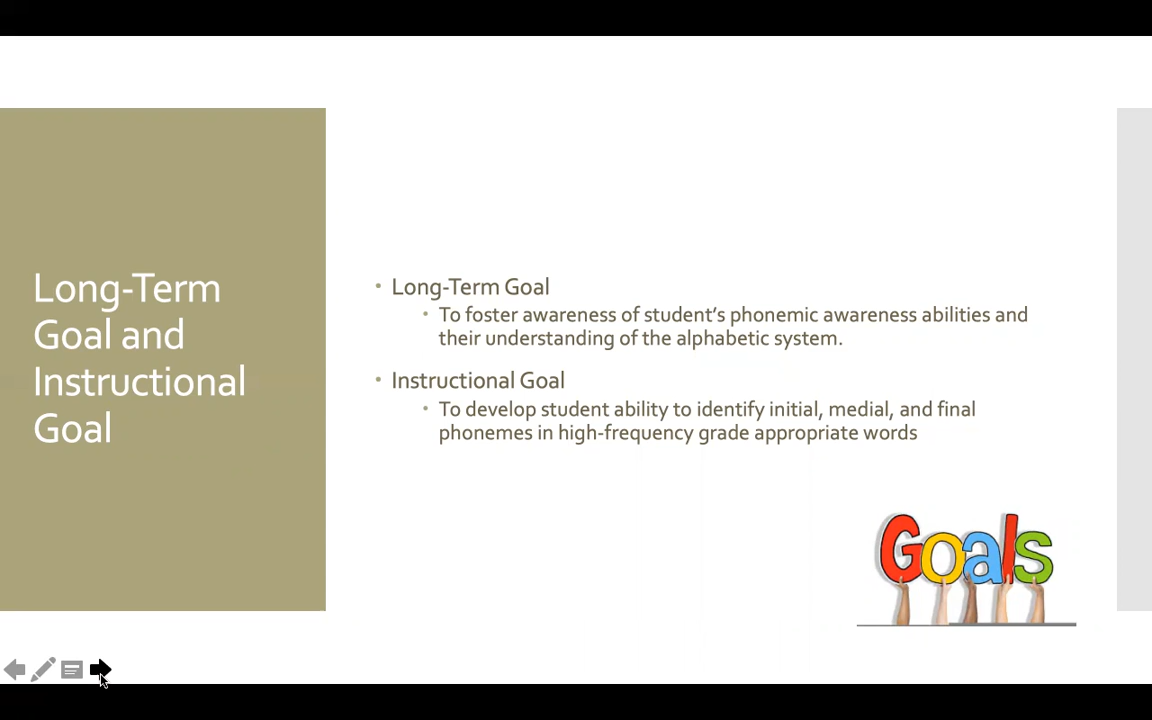 Long-Term
Goal and
Instructional
Goal
• Long-Term Goal
• To foster awareness of student's phonemic awareness abilities and
their understanding of the alphabetic system.
• Instructional Goal
• To develop student ability to identify initial, medial, and final
phonemes in high-frequency grade appropriate words
Goals